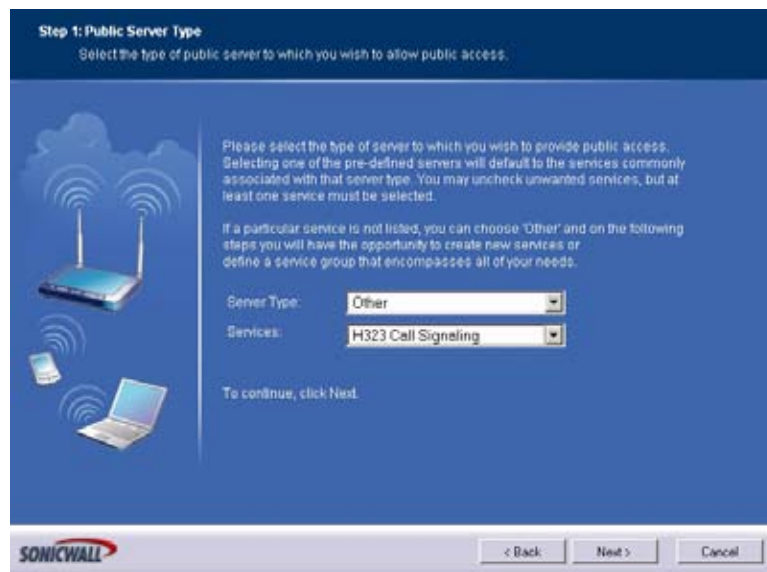 Step 1: Public Server Type
Select the type of public server to which you wish to allow public access.
Please select the type of server to which you wish to provide public access.
Selecting one of the pre-defined servers will default to the services commonly
associated with that server type. You may uncheck unwanted services, but at
least one service must be selected.
If a particular service is not listed, you can choose 'Other' and on the following
steps you will have the opportunity to create new services or
define a service group that encompasses all of your needs.
Server Type: Other
Services: H323 Call Signaling
To continue, click Next.
SONICWALL
< Back Next > Cancel